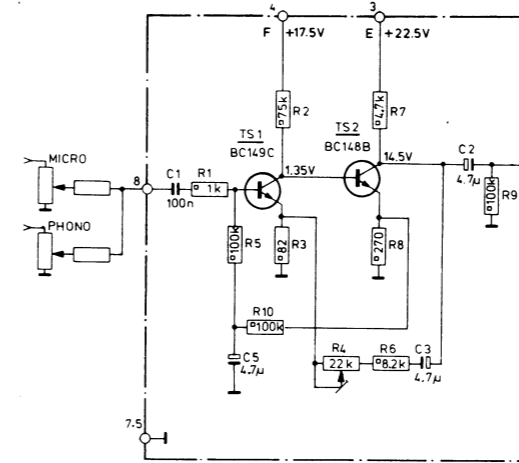 4
3
F +17.5V
E +22.5V
75k R2
4.7k R7
TS1
BC149C
TS2
BC148B
MICRO
8
C1
100n
R1
1k
1.35V
14.5V
C2
4.7µ
100k R9
PHONO
100k R5
82 R3
270 R8
R10
100k
C5
4.7µ
R4
22k
R6
8.2k
C3
4.7µ
7.5